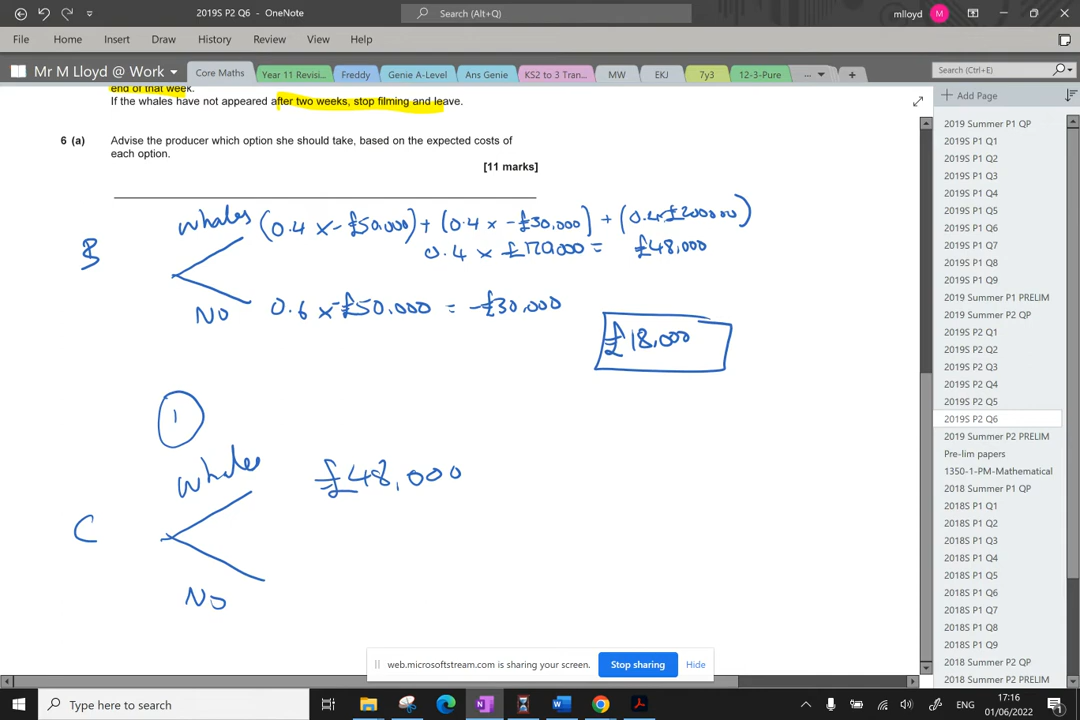 2019S P2 Q6 - OneNote
Search (Alt+Q)
mlloyd
M
File Home Insert Draw History Review View Help
Mr M Lloyd @ Work
Core Maths
Year 11 Revisi...
Freddy
Genie A-Level
Ans Genie
KS2 to 3 Tran...
MW
EKJ
7y3
12-3-Pure
...
Search (Ctrl+E)
end of that week.
If the whales have not appeared after two weeks, stop filming and leave.
6 (a) Advise the producer which option she should take, based on the expected costs of
each option.
[11 marks]
whales (0.4 x -£50,000) + (0.4 x -£30,000) + (0.4x£200000)
0.4 x £120,000 = £48,000
B
No 0.6 x -£50,000 = -£30,000
£18,000
1
whales £48,000
C
No
Add Page
2019 Summer P1 QP
2019S P1 Q1
2019S P1 Q2
2019S P1 Q3
2019S P1 Q4
2019S P1 Q5
2019S P1 Q6
2019S P1 Q7
2019S P1 Q8
2019S P1 Q9
2019 Summer P1 PRELIM
2019 Summer P2 QP
2019S P2 Q1
2019S P2 Q2
2019S P2 Q3
2019S P2 Q4
2019S P2 Q5
2019S P2 Q6
2019 Summer P2 PRELIM
Pre-lim papers
1350-1-PM-Mathematical
2018 Summer P1 QP
2018S P1 Q1
2018S P1 Q2
2018S P1 Q3
2018S P1 Q4
2018S P1 Q5
2018S P1 Q6
2018S P1 Q7
2018S P1 Q8
2018S P1 Q9
2018 Summer P2 QP
2018 Summer P2 PRELIM
web.microsoftstream.com is sharing your screen.
Stop sharing
Hide
Type here to search
ENG
17:16
01/06/2022